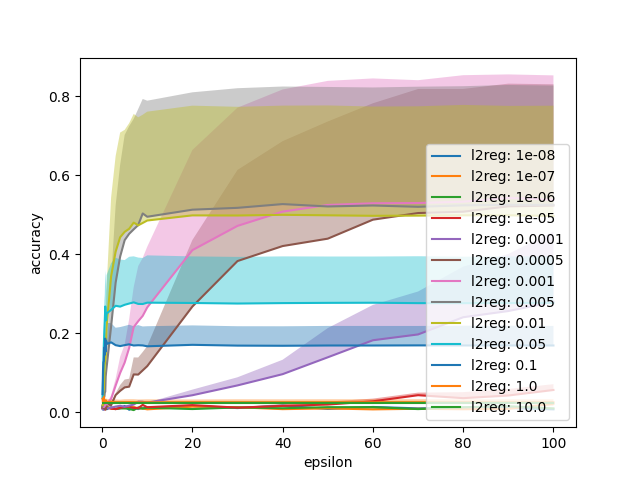 0.8
0.6
0.4
0.2
0.0
accuracy
l2reg: 1e-08
l2reg: 1e-07
l2reg: 1e-06
l2reg: 1e-05
l2reg: 0.0001
l2reg: 0.0005
l2reg: 0.001
l2reg: 0.005
l2reg: 0.01
l2reg: 0.05
l2reg: 0.1
l2reg: 1.0
l2reg: 10.0
0 20 40 60 80 100
epsilon